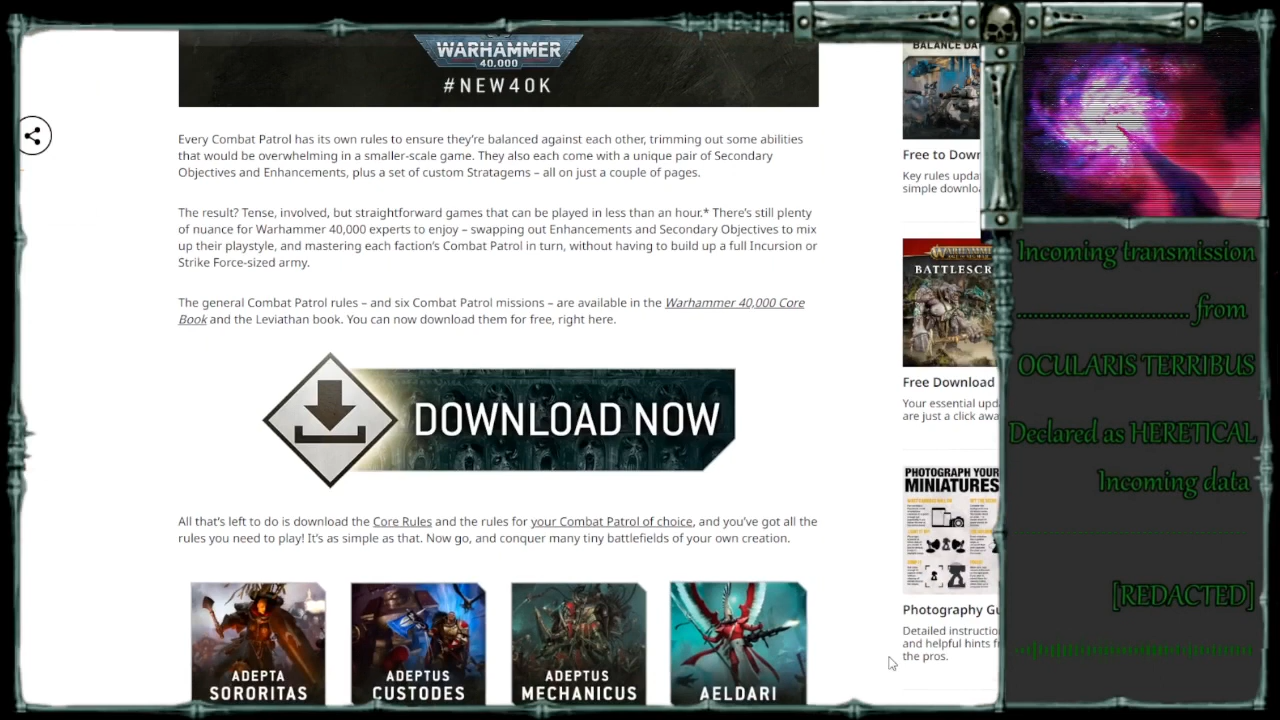 WARHAMMER
40,000
#NEW40K
Every Combat Patrol has its own rules to ensure they're balanced against each other, trimming out some abilities
that would be overwhelming in a smaller-scale game. They also each come with a unique pair of Secondary
Objectives and Enhancements, plus a set of custom Stratagems – all on just a couple of pages.
The result? Tense, involved, but straightforward games that can be played in less than an hour.* There's still plenty
of nuance for Warhammer 40,000 experts to enjoy – swapping out Enhancements and Secondary Objectives to mix
up their playstyle, and mastering each faction's Combat Patrol in turn, without having to build up a full Incursion or
Strike Force-sized army.
The general Combat Patrol rules – and six Combat Patrol missions – are available in the Warhammer 40,000 Core
Book and the Leviathan book. You can now download them for free, right here.
DOWNLOAD NOW
All that's left to do is download the Core Rules and the rules for your Combat Patrol of choice, and you've got all the
rules you need to play! It's as simple as that. Now go, and conquer many tiny battlefields of your own creation.
ADEPTA
SORORITAS
ADEPTUS
CUSTODES
ADEPTUS
MECHANICUS
AELDARI
BALANCE DA
Free to Down
Key rules upda
simple downlo
WARHAMME
BATTLESCR
Free Download
Your essential upd
are just a click awa
PHOTOGRAPH YOUR
MINIATURES
Photography Gu
Detailed instructio
and helpful hints fr
the pros.
Incoming transmission
.............................. from
OCULARIS TERRIBUS
Declared as HERETICAL
Incoming data
[REDACTED]